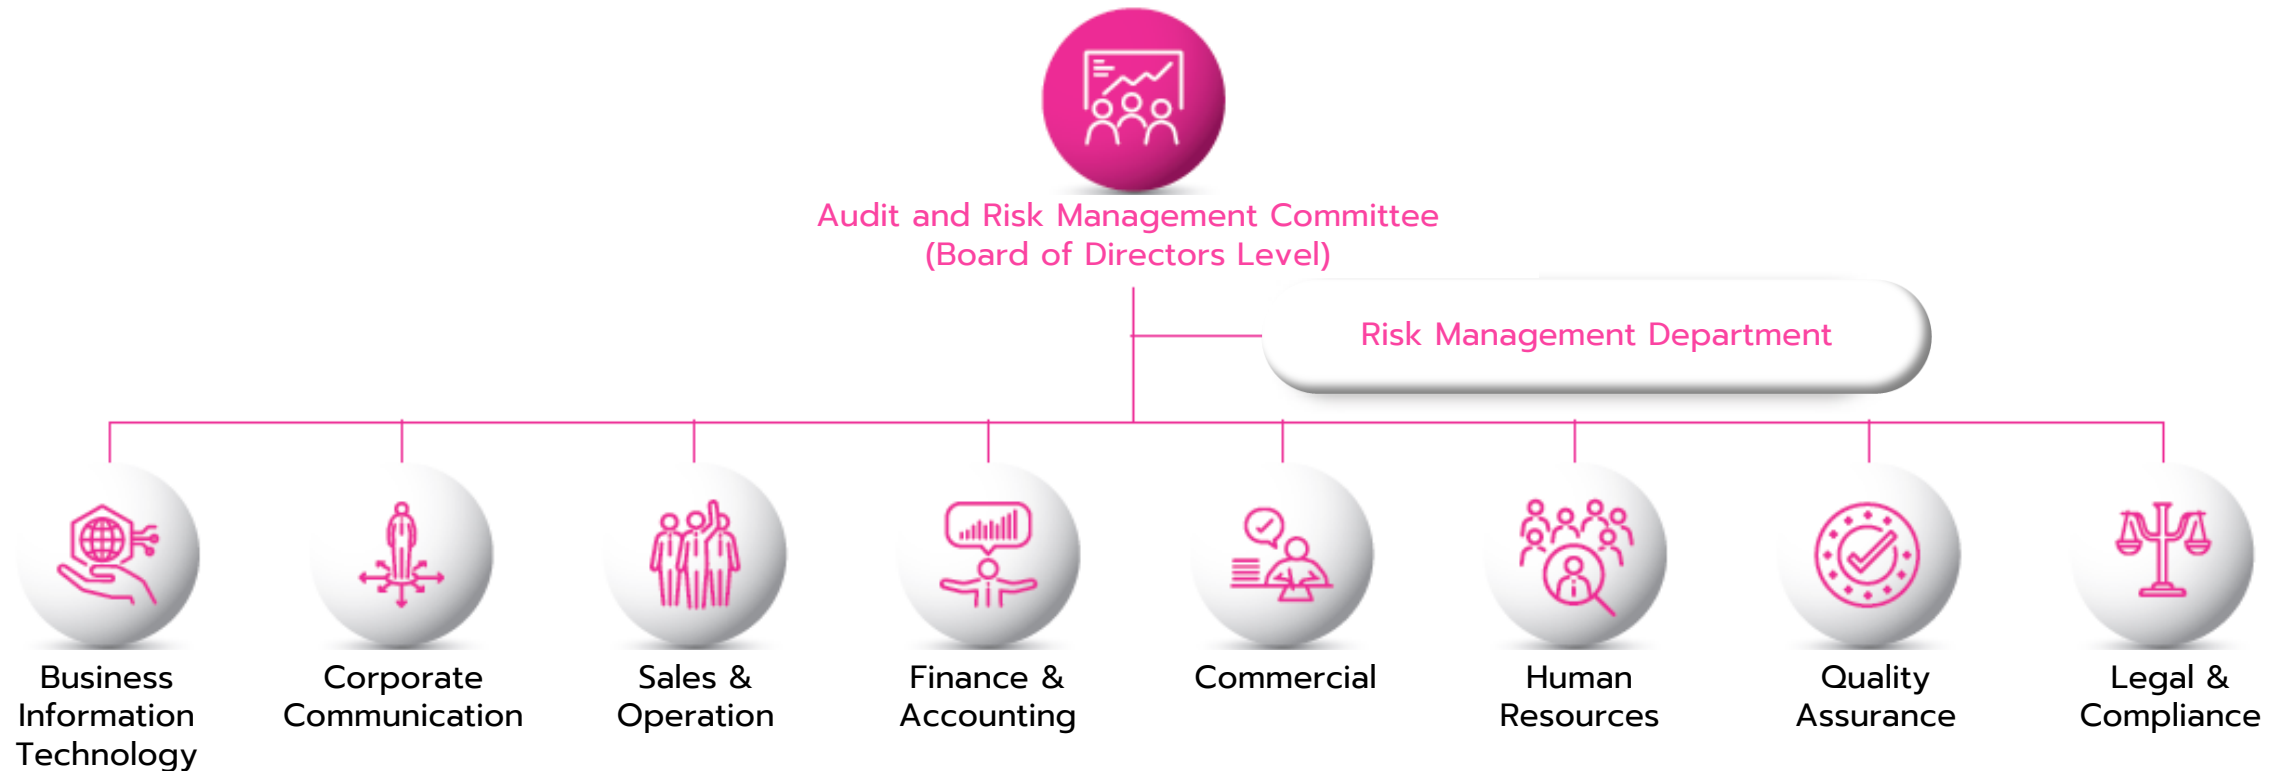 Audit and Risk Management Committee
(Board of Directors Level)
Risk Management Department
Business
Information
Technology
Corporate
Communication
Sales &
Operation
Finance &
Accounting
Commercial
Human
Resources
Quality
Assurance
Legal &
Compliance